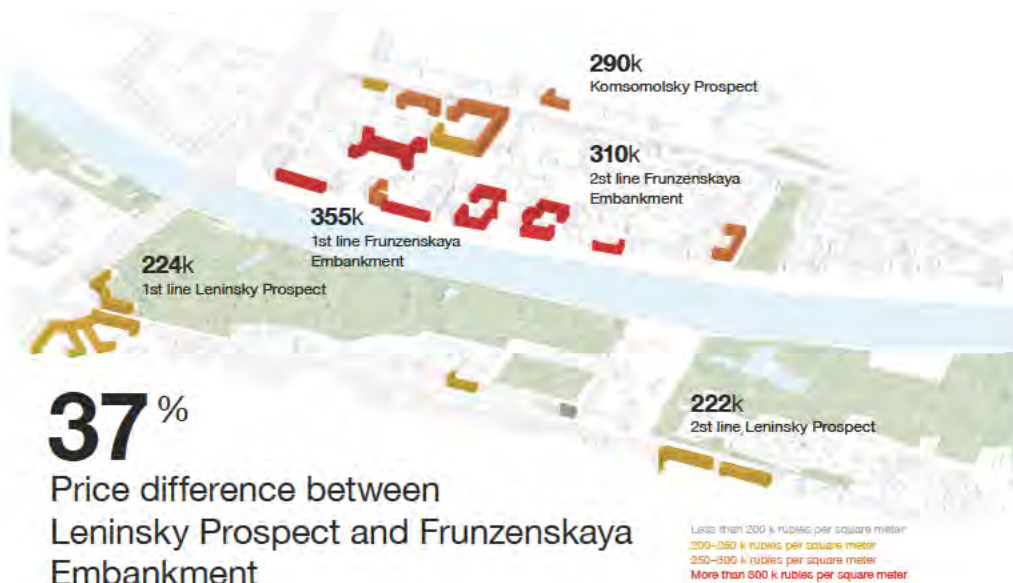 290k
Komsomolsky Prospect
310k
2st line Frunzenskaya
Embankment
355k
1st line Frunzenskaya
Embankment
224k
1st line Leninsky Prospect
222k
2st line Leninsky Prospect
37%
Price difference between
Leninsky Prospect and Frunzenskaya
Embankment
Less than 200 k rubles per square meter
200–250 k rubles per square meter
250–300 k rubles per square meter
More than 300 k rubles per square meter